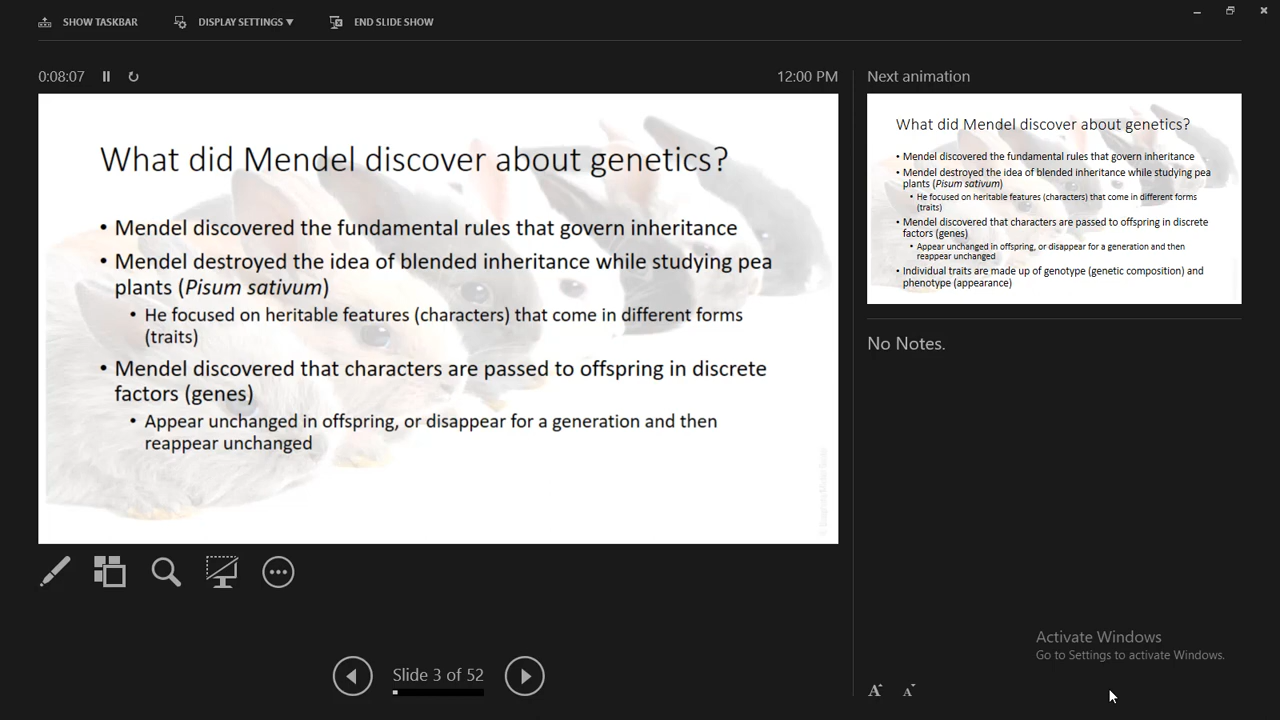 SHOW TASKBAR
DISPLAY SETTINGS ▼
END SLIDE SHOW
0:08:07
12:00 PM
What did Mendel discover about genetics?
• Mendel discovered the fundamental rules that govern inheritance
• Mendel destroyed the idea of blended inheritance while studying pea
plants (Pisum sativum)
• He focused on heritable features (characters) that come in different forms
(traits)
• Mendel discovered that characters are passed to offspring in discrete
factors (genes)
• Appear unchanged in offspring, or disappear for a generation and then
reappear unchanged
Slide 3 of 52
Next animation
What did Mendel discover about genetics?
• Mendel discovered the fundamental rules that govern inheritance
• Mendel destroyed the idea of blended inheritance while studying pea
plants (Pisum sativum)
• He focused on heritable features (characters) that come in different forms
(traits)
• Mendel discovered that characters are passed to offspring in discrete
factors (genes)
• Appear unchanged in offspring, or disappear for a generation and then
reappear unchanged
• Individual traits are made up of genotype (genetic composition) and
phenotype (appearance)
No Notes.
Activate Windows
Go to Settings to activate Windows.
A A